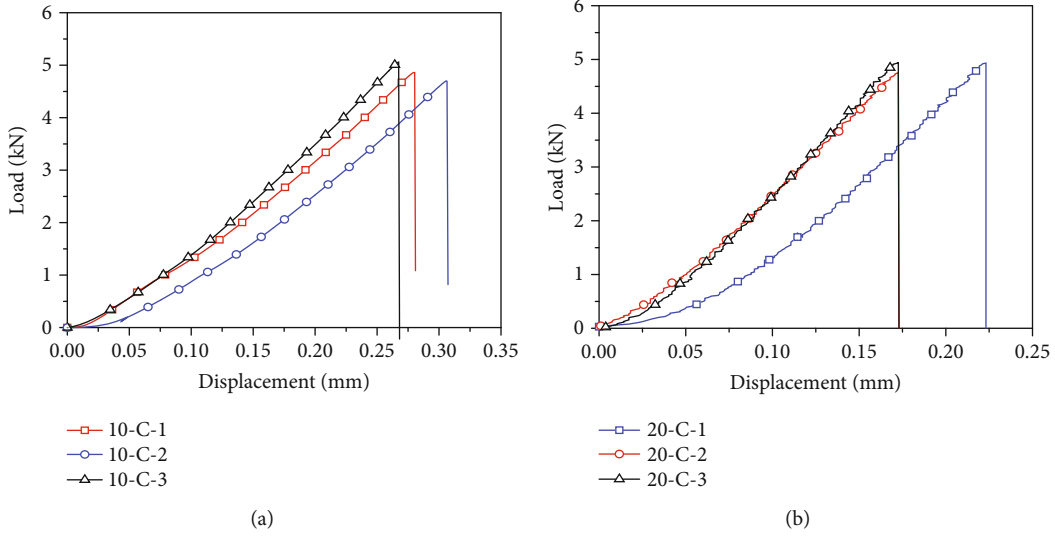 6
5
4
3
2
1
0
Load (kN)
0.00 0.05 0.10 0.15 0.20 0.25 0.30 0.35
Displacement (mm)
10-C-1
10-C-2
10-C-3
(a)
6
5
4
3
2
1
0
Load (kN)
0.00 0.05 0.10 0.15 0.20 0.25
Displacement (mm)
20-C-1
20-C-2
20-C-3
(b)